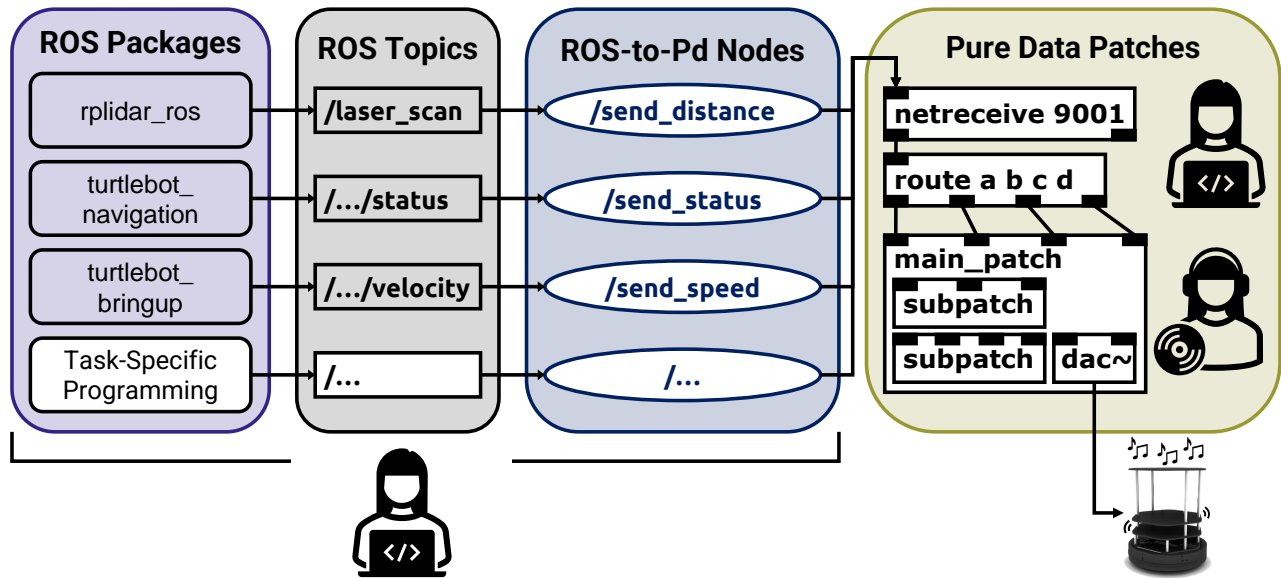 ROS Packages
rplidar_ros
turtlebot_
navigation
turtlebot_
bringup
Task-Specific
Programming
ROS Topics
/laser_scan
/.../status
/.../velocity
/...
ROS-to-Pd Nodes
/send_distance
/send_status
/send_speed
/...
Pure Data Patches
netreceive 9001
route a b c d
main_patch
subpatch
subpatch
dac~
</>
</>